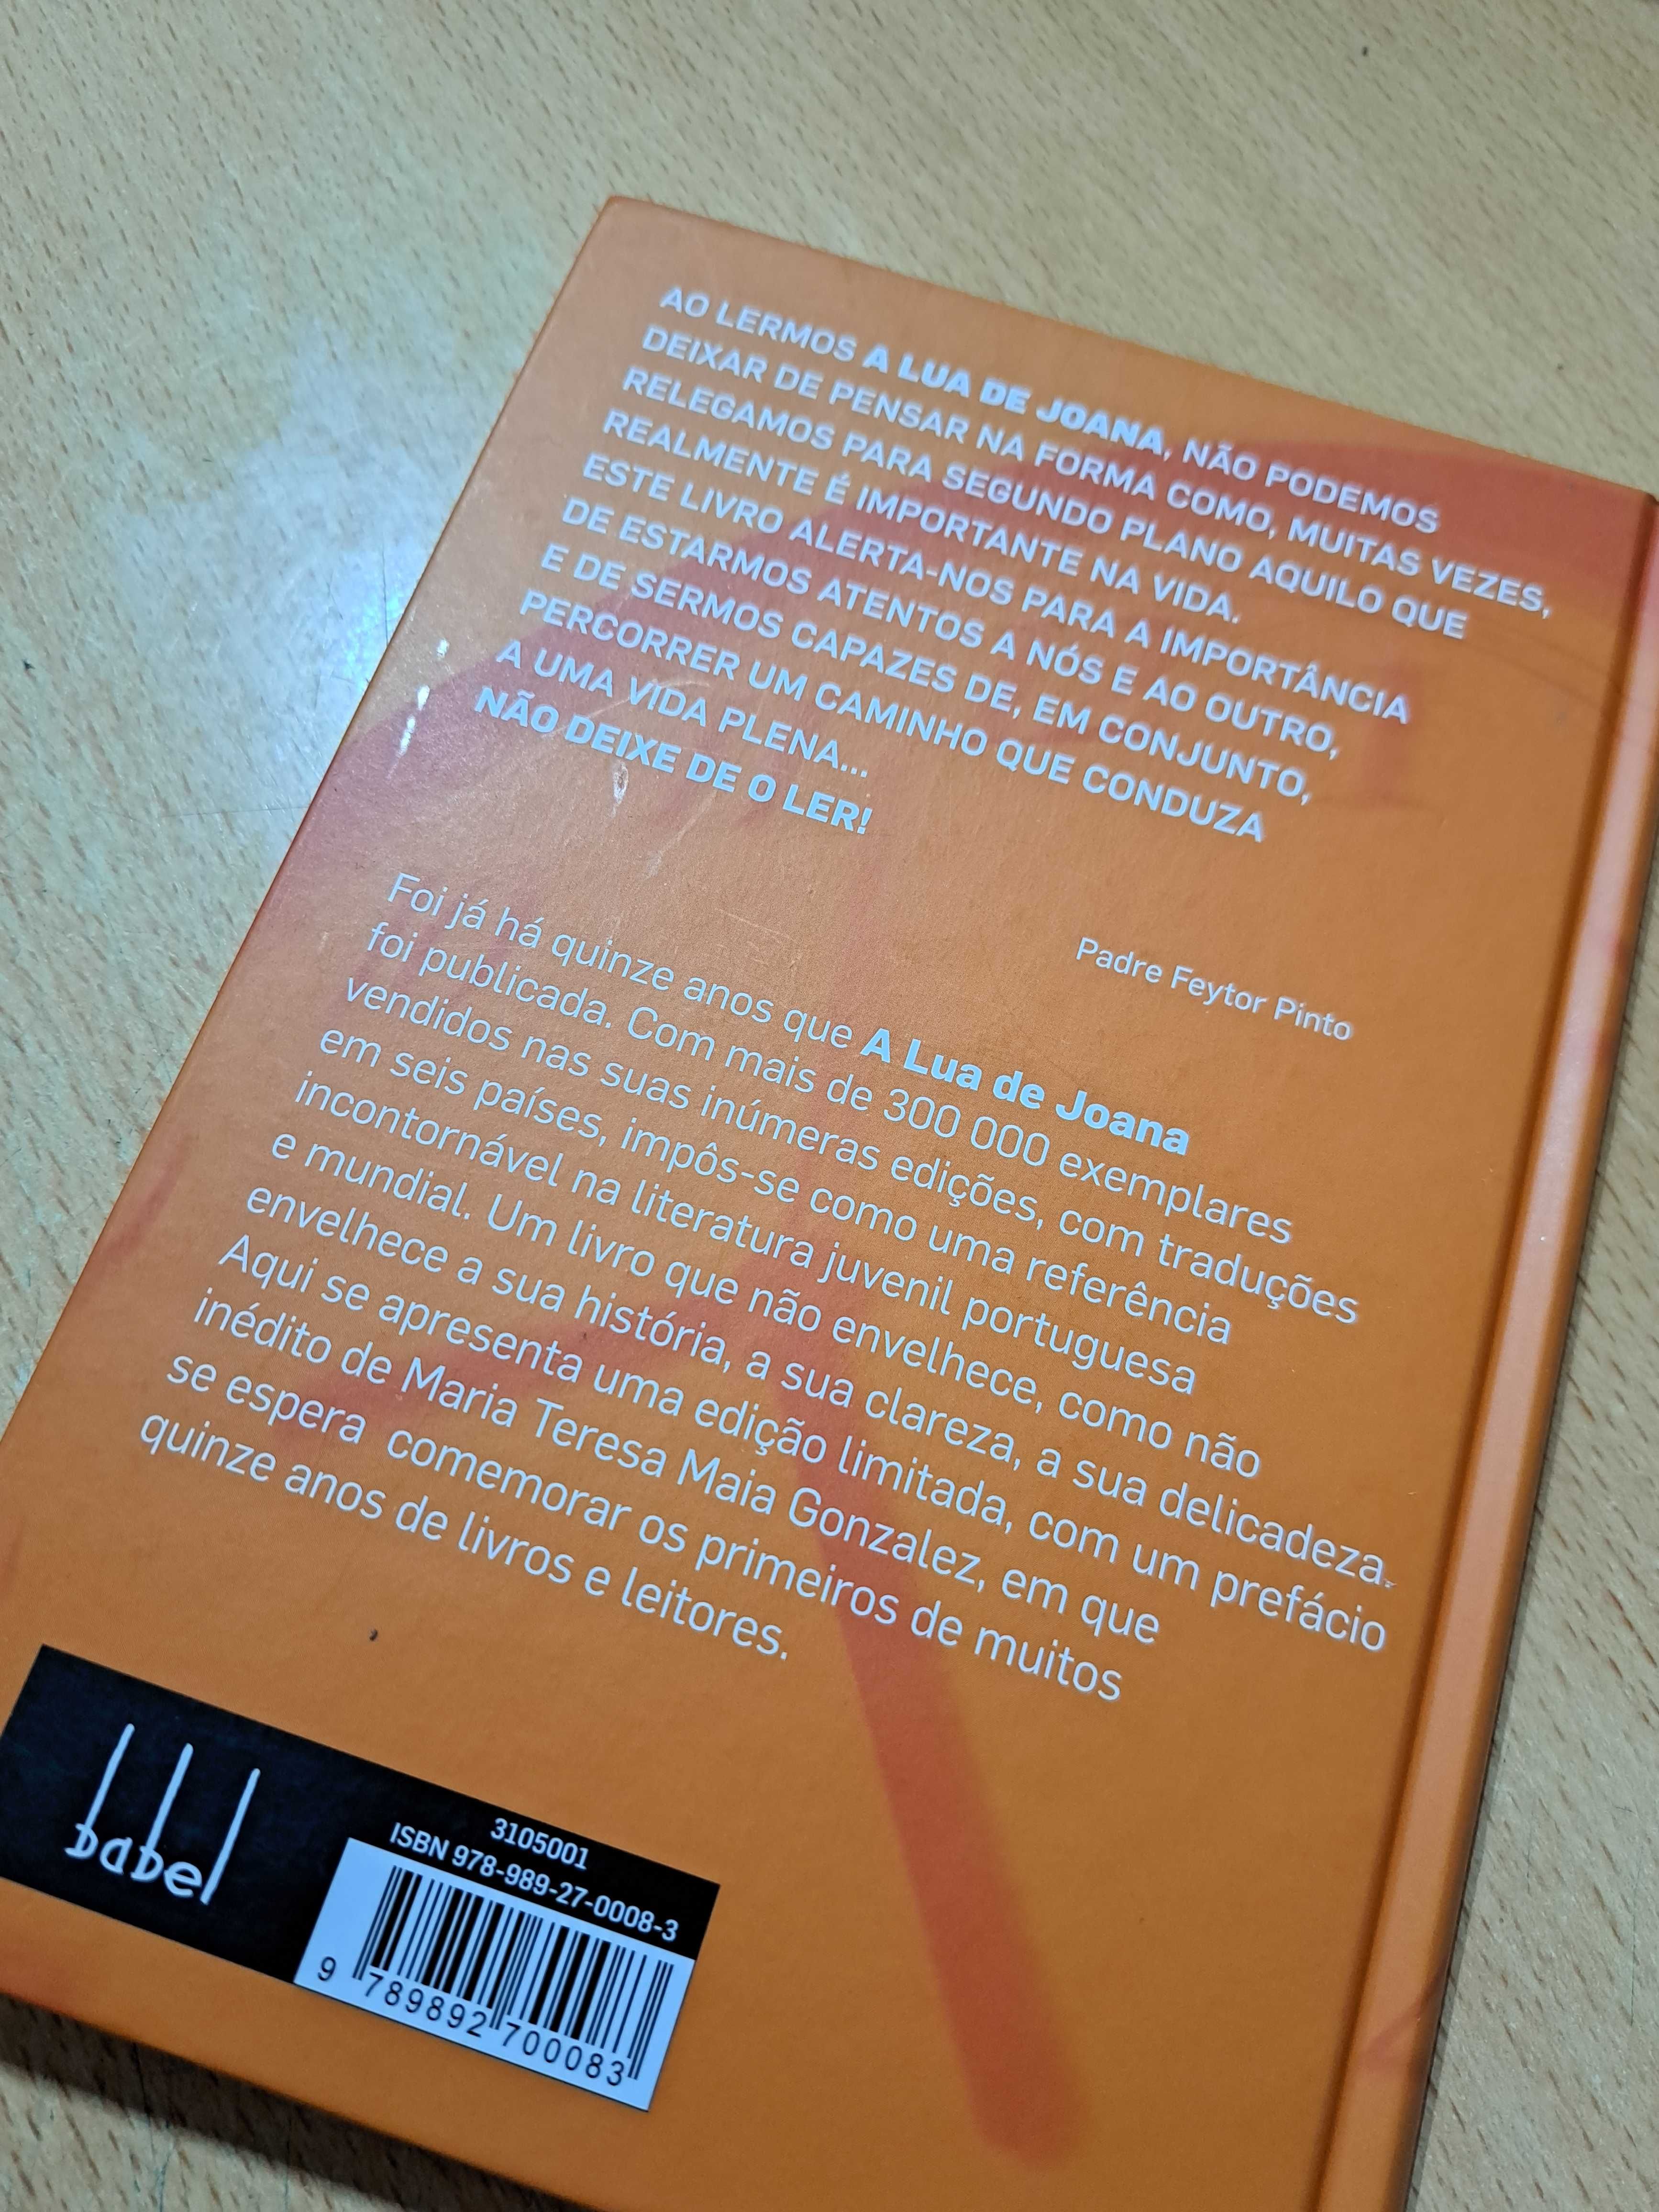 AO LERMOS A LUA DE JOANA, NÃO PODEMOS
DEIXAR DE PENSAR NA FORMA COMO, MUITAS VEZES,
RELEGAMOS PARA SEGUNDO PLANO AQUILO QUE
REALMENTE É IMPORTANTE NA VIDA.
ESTE LIVRO ALERTA-NOS PARA A IMPORTÂNCIA
DE ESTARMOS ATENTOS A NÓS E AO OUTRO,
E DE SERMOS CAPAZES DE, EM CONJUNTO,
PERCORRER UM CAMINHO QUE CONDUZA
A UMA VIDA PLENA...
NÃO DEIXE DE O LER!
Padre Feytor Pinto
Foi já há quinze anos que A Lua de Joana
foi publicada. Com mais de 300 000 exemplares
vendidos nas suas inúmeras edições, com traduções
em seis países, impôs-se como uma referência
incontornável na literatura juvenil portuguesa
e mundial. Um livro que não envelhece, como não
envelhece a sua história, a sua clareza, a sua delicadeza.
Aqui se apresenta uma edição limitada, com um prefácio
inédito de Maria Teresa Maia Gonzalez, em que
se espera comemorar os primeiros de muitos
quinze anos de livros e leitores.
babel
3105001
ISBN 978-989-27-0008-3
9 789892 700083